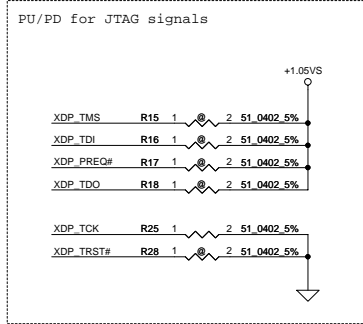 PU/PD for JTAG signals
+1.05VS
XDP_TMS R15 1 @ 2 51_0402_5%
XDP_TDI R16 1 @ 2 51_0402_5%
XDP_PREQ# R17 1 @ 2 51_0402_5%
XDP_TDO R18 1 @ 2 51_0402_5%
XDP_TCK R25 1 2 51_0402_5%
XDP_TRST# R28 1 @ 2 51_0402_5%